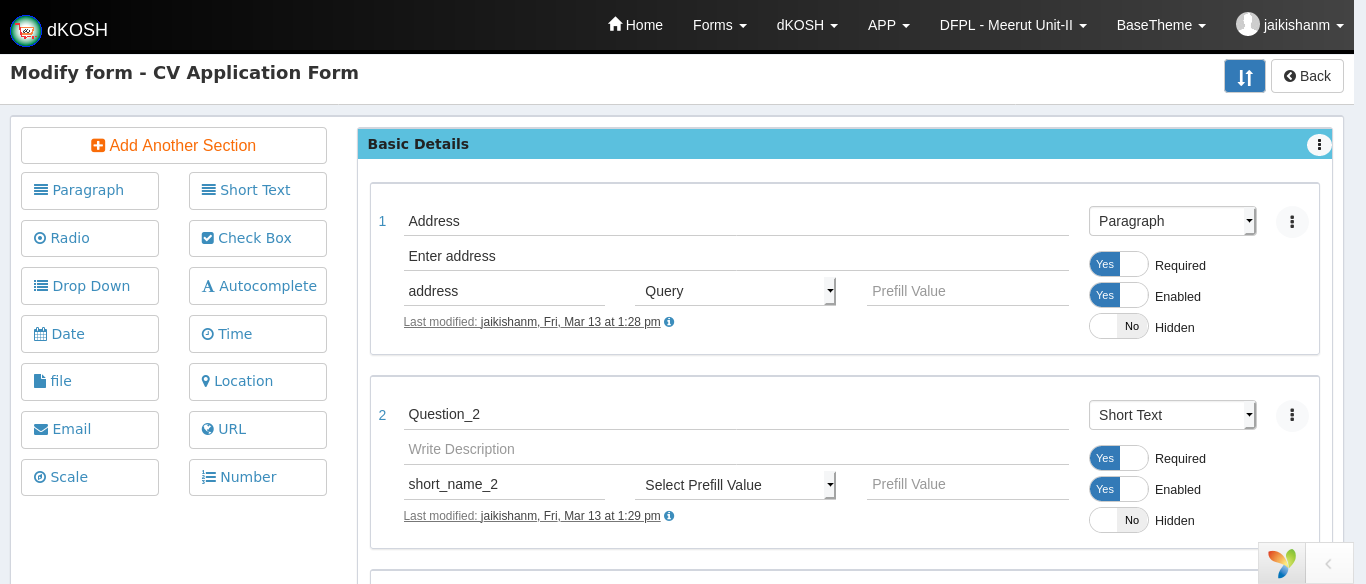 dKOSH Home Forms dKOSH APP DFPL - Meerut Unit-II BaseTheme jaikishanm
Modify form - CV Application Form Back
Add Another Section
Paragraph Short Text
Radio Check Box
Drop Down Autocomplete
Date Time
file Location
Email URL
Scale Number
Basic Details
1 Address Paragraph
Enter address
Yes Required
address Query Prefill Value
Yes Enabled
Last modified: jaikishanm, Fri, Mar 13 at 1:28 pm
No Hidden
2 Question_2 Short Text
Write Description
Yes Required
short_name_2 Select Prefill Value Prefill Value
Yes Enabled
Last modified: jaikishanm, Fri, Mar 13 at 1:29 pm
No Hidden